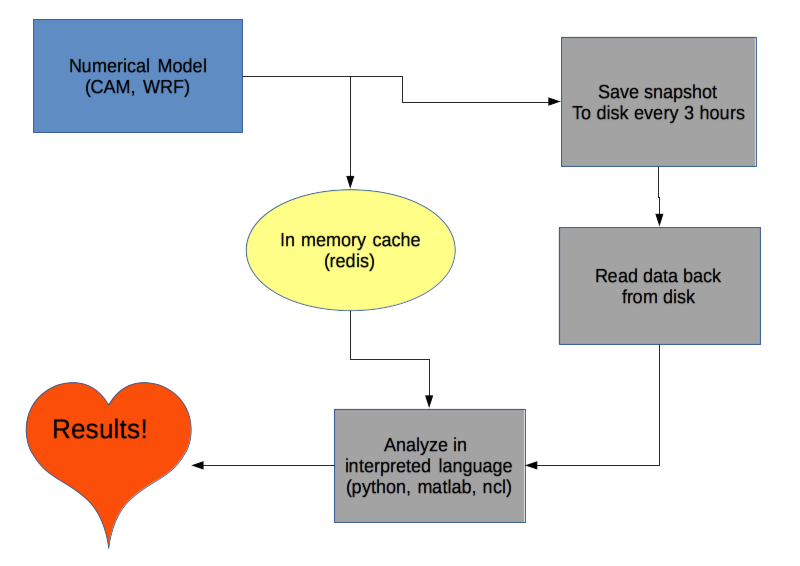 Numerical Model
(CAM, WRF)
Save snapshot
To disk every 3 hours
In memory cache
(redis)
Read data back
from disk
Results!
Analyze in
interpreted language
(python, matlab, ncl)